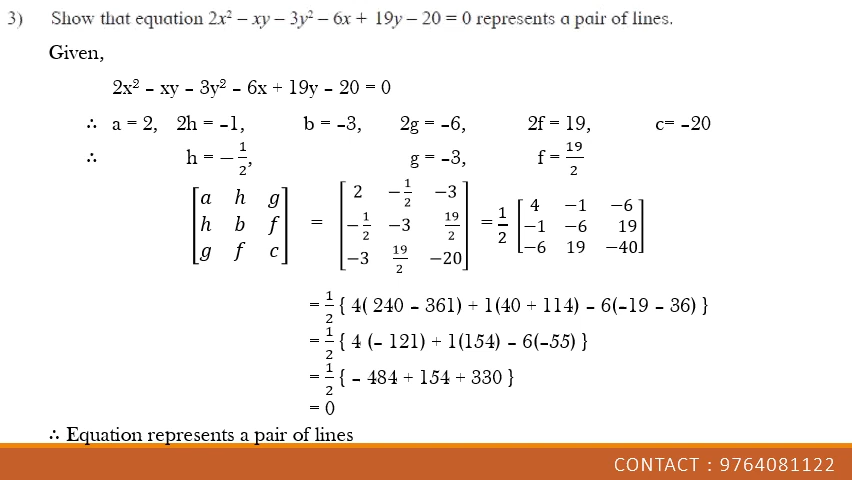 3) Show that equation 2x² – xy – 3y² – 6x + 19y – 20 = 0 represents a pair of lines.
Given,
2x² – xy – 3y² – 6x + 19y – 20 = 0
∴ a = 2, 2h = –1, b = –3, 2g = –6, 2f = 19, c= –20
∴ h = −1/2, g = –3, f = 19/2
[a h g; h b f; g f c] = [2 −1/2 −3; −1/2 −3 19/2; −3 19/2 −20] = 1/2 [4 −1 −6; −1 −6 19; −6 19 −40]
= 1/2 { 4( 240 – 361) + 1(40 + 114) – 6(–19 – 36) }
= 1/2 { 4 (– 121) + 1(154) – 6(–55) }
= 1/2 { – 484 + 154 + 330 }
= 0
∴ Equation represents a pair of lines
CONTACT : 9764081122